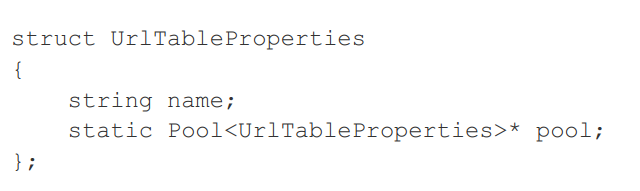 struct UrlTableProperties
{
    string name;
    static Pool<UrlTableProperties>* pool;
};